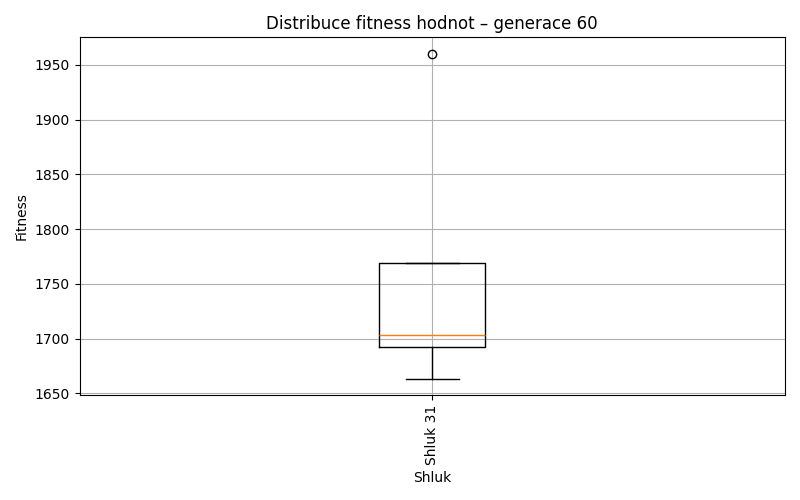 Distribuce fitness hodnot – generace 60
1950
1900
1850
1800
1750
1700
1650
Fitness
Shluk 31
Shluk